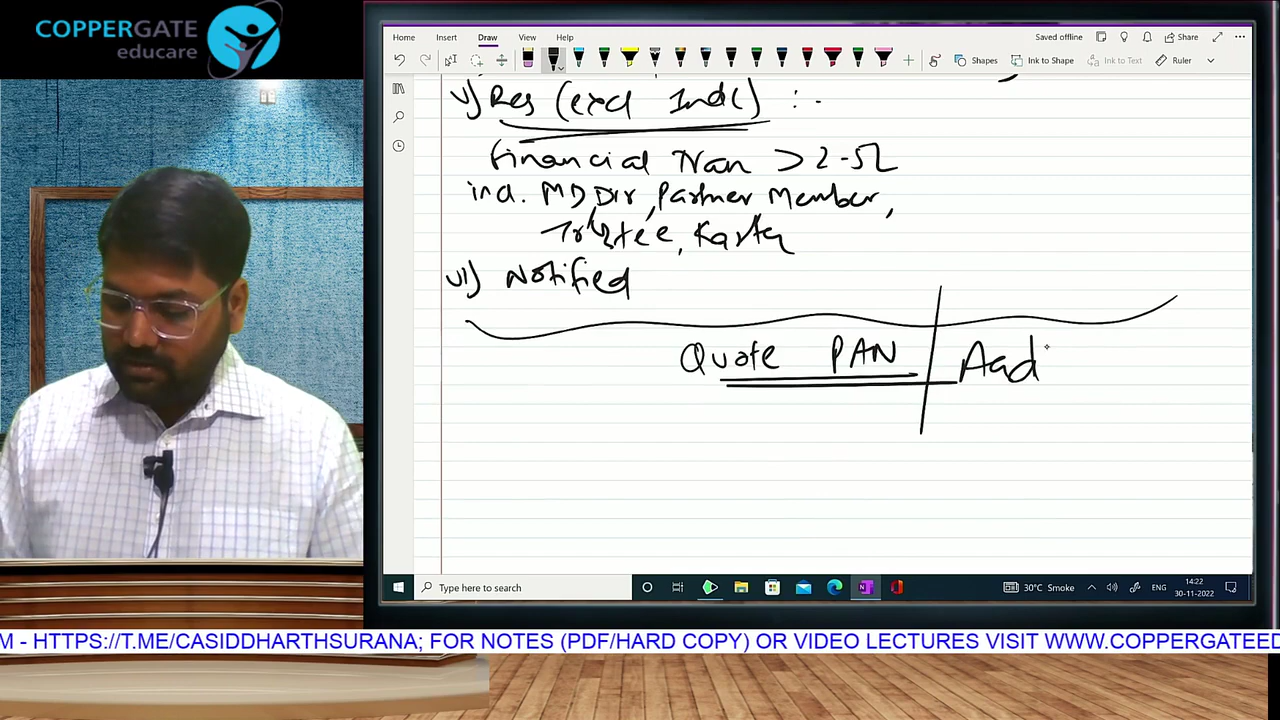 COPPERGATE
educare
Home Insert Draw View Help
Saved offline
Share
Shapes
Ink to Shape
Ink to Text
Ruler
v) Res (excl Indl) :-
Financial Tran > 2.5L
ind. MD, Dir, Partner Member,
Trustee, Karta
vi) Notified
Quote PAN Aad
Type here to search
30°C Smoke
ENG
14:22
30-11-2022
M - HTTPS://T.ME/CASIDDHARTHSURANA; FOR NOTES (PDF/HARD COPY) OR VIDEO LECTURES VISIT WWW.COPPERGATEED